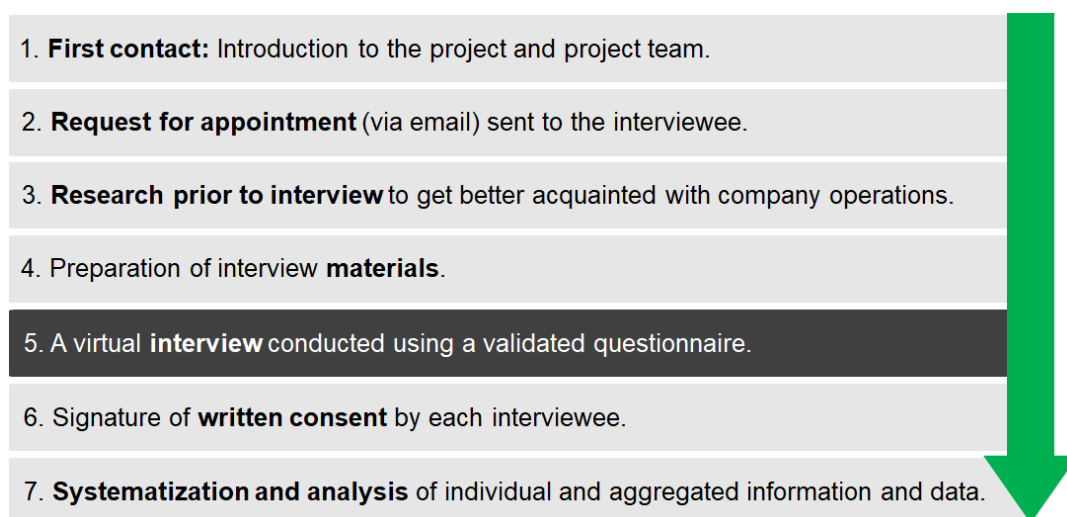 1. First contact: Introduction to the project and project team.
2. Request for appointment (via email) sent to the interviewee.
3. Research prior to interview to get better acquainted with company operations.
4. Preparation of interview materials.
5. A virtual interview conducted using a validated questionnaire.
6. Signature of written consent by each interviewee.
7. Systematization and analysis of individual and aggregated information and data.